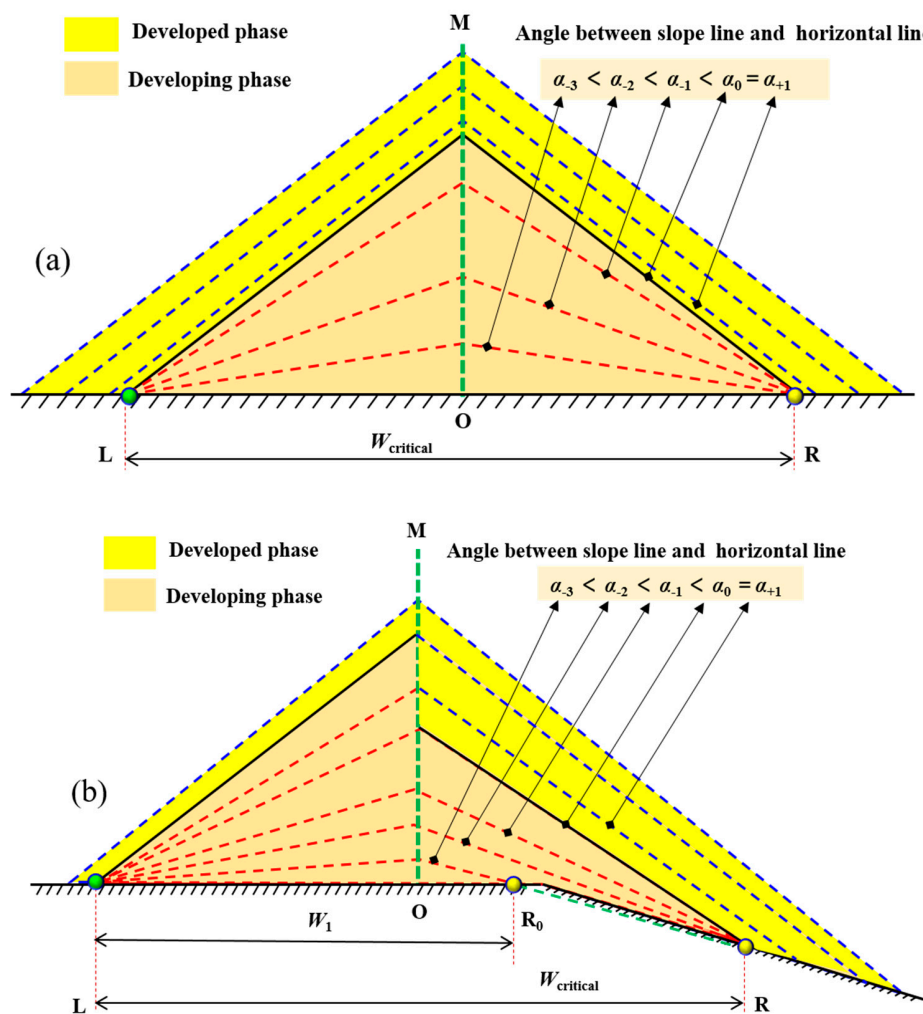 M
Developed phase
Angle between slope line and horizontal line
Developing phase
α-3 < α-2 < α-1 < α0 = α+1
(a)
O
L
Wcritical
R
M
Developed phase
Angle between slope line and horizontal line
Developing phase
α-3 < α-2 < α-1 < α0 = α+1
(b)
O
W1
R0
Wcritical
L
R